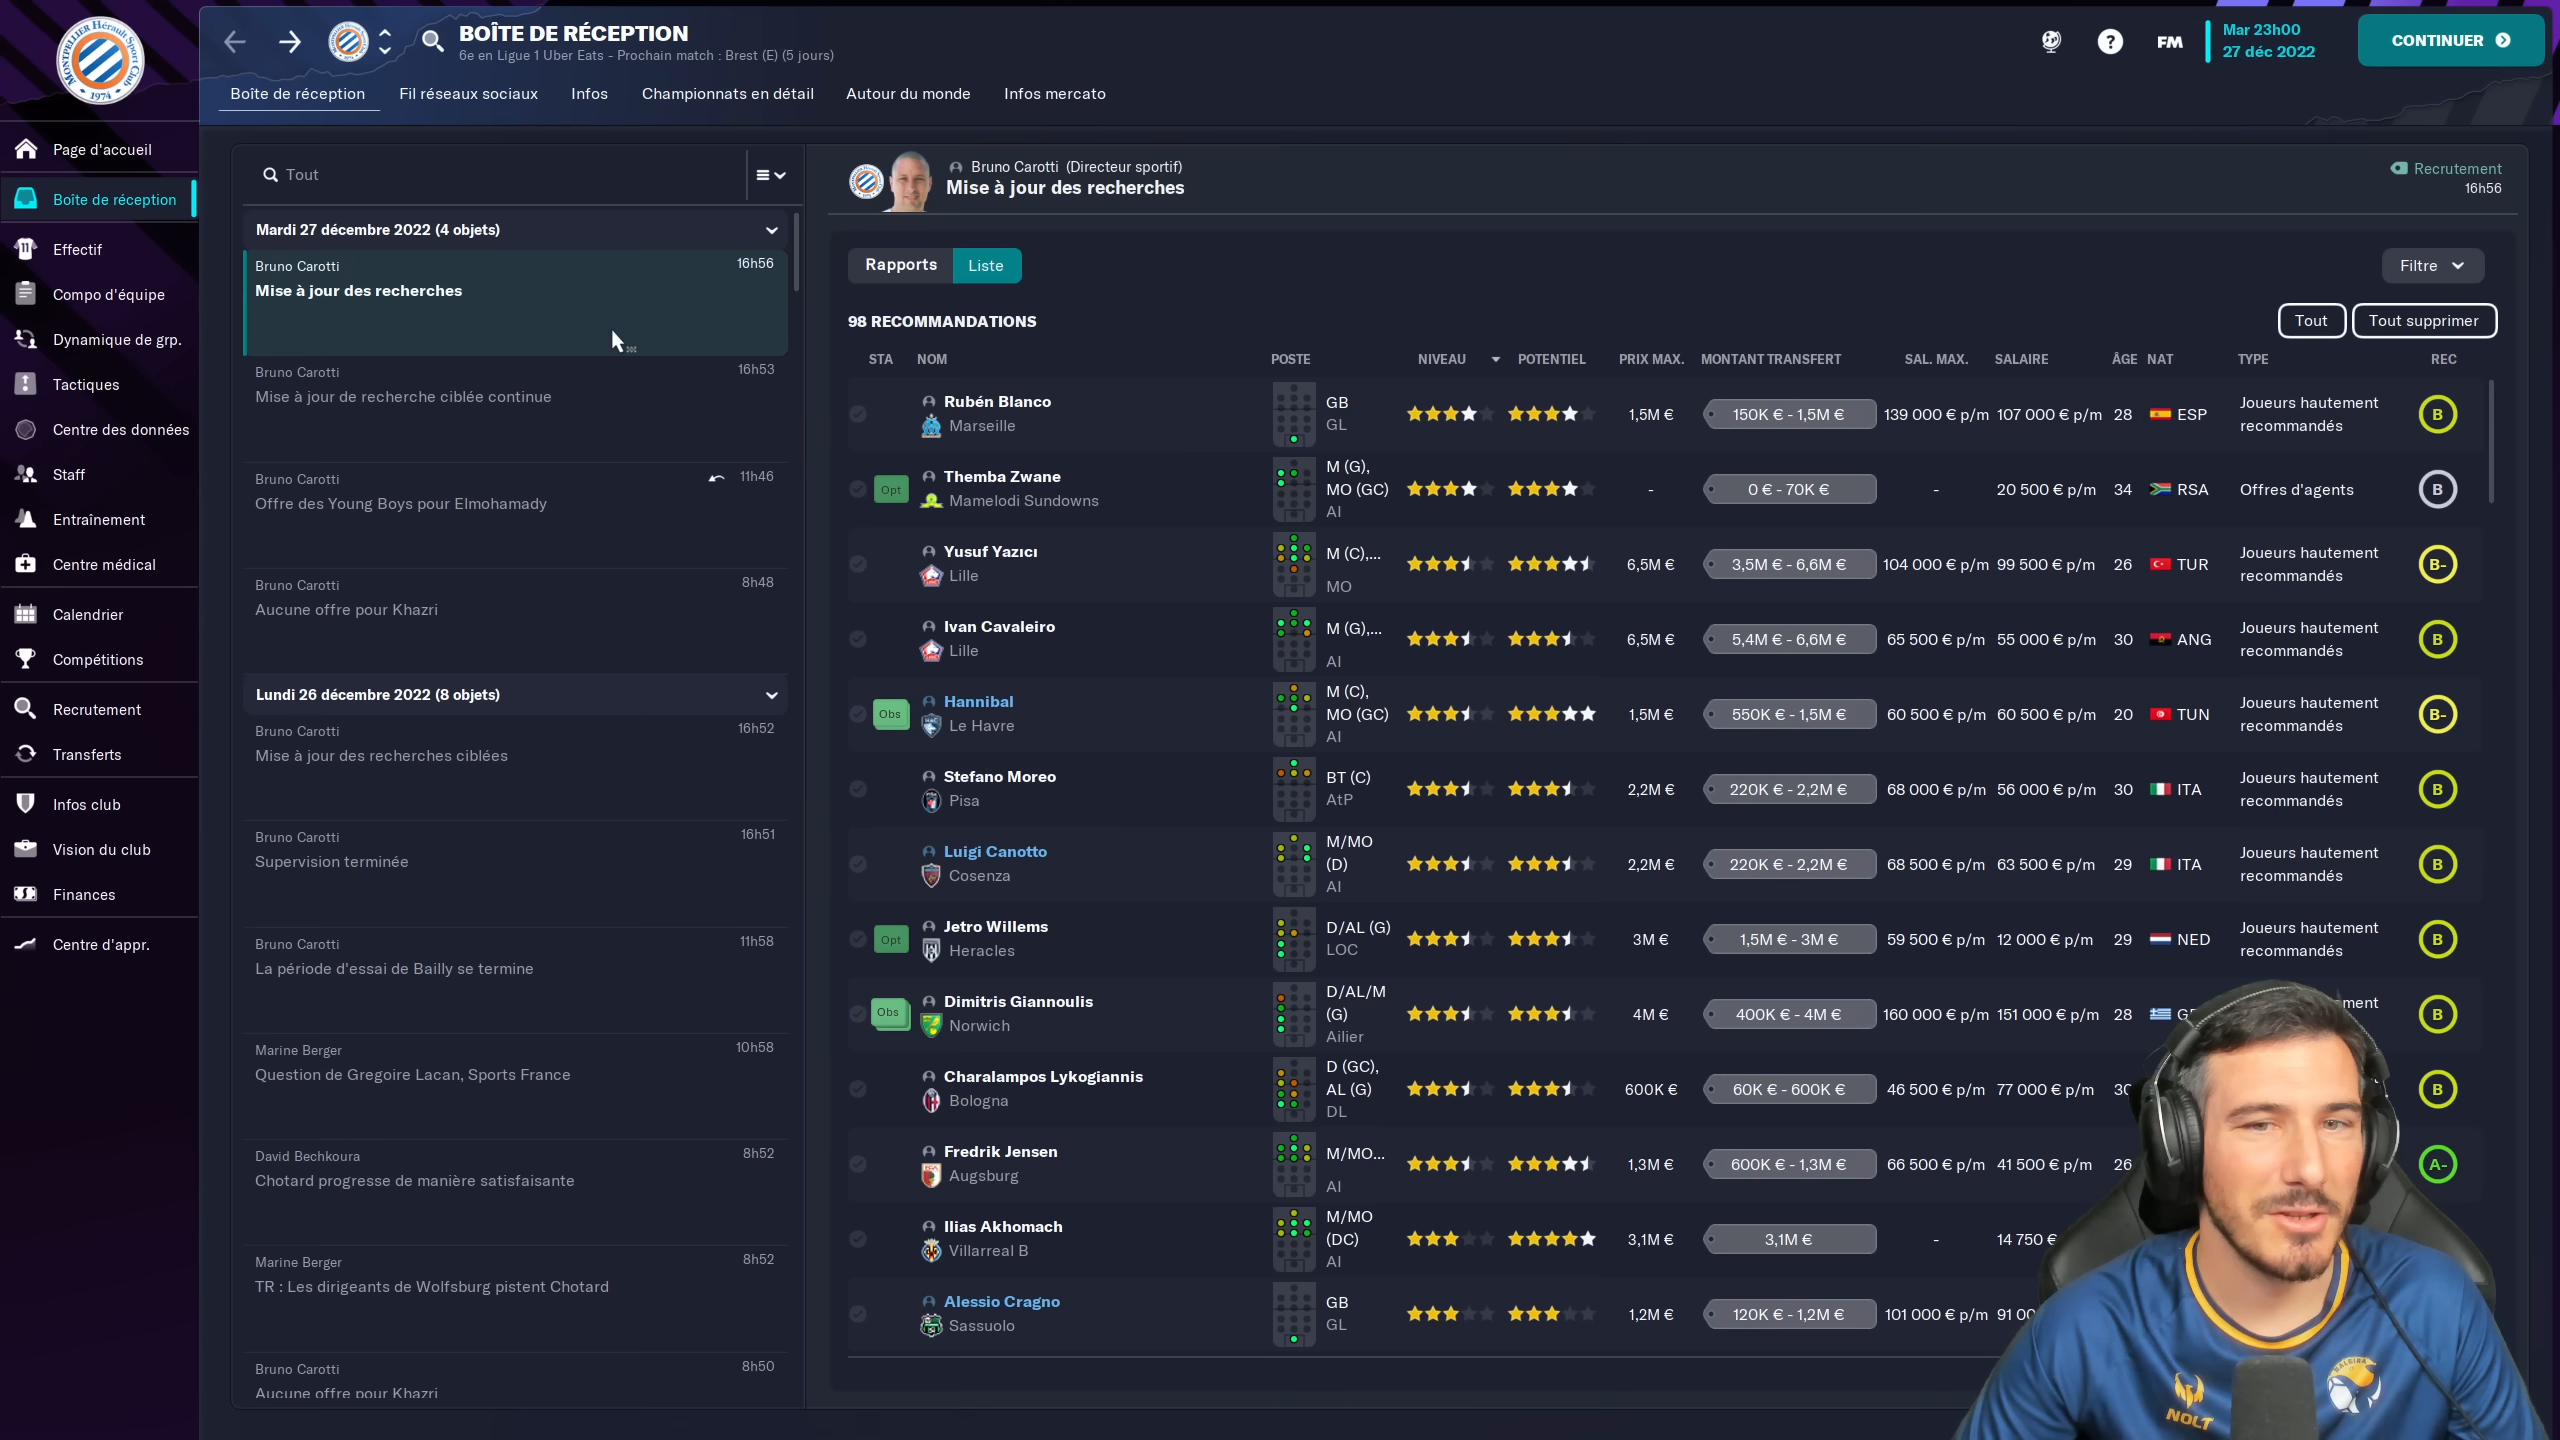 MONTPELLIER Hérault Sport Club
1974
BOÎTE DE RÉCEPTION
6e en Ligue 1 Uber Eats - Prochain match : Brest (E) (5 jours)
FM
Mar 23h00
27 déc 2022
CONTINUER
Boîte de réception
Fil réseaux sociaux
Infos
Championnats en détail
Autour du monde
Infos mercato
Page d'accueil
Boîte de réception
Effectif
Compo d'équipe
Dynamique de grp.
Tactiques
Centre des données
Staff
Entraînement
Centre médical
Calendrier
Compétitions
Recrutement
Transferts
Infos club
Vision du club
Finances
Centre d'appr.
Tout
Mardi 27 décembre 2022 (4 objets)
Bruno Carotti 16h56
Mise à jour des recherches
Bruno Carotti 16h53
Mise à jour de recherche ciblée continue
Bruno Carotti 11h46
Offre des Young Boys pour Elmohamady
Bruno Carotti 8h48
Aucune offre pour Khazri
Lundi 26 décembre 2022 (8 objets)
Bruno Carotti 16h52
Mise à jour des recherches ciblées
Bruno Carotti 16h51
Supervision terminée
Bruno Carotti 11h58
La période d'essai de Bailly se termine
Marine Berger 10h58
Question de Gregoire Lacan, Sports France
David Bechkoura 8h52
Chotard progresse de manière satisfaisante
Marine Berger 8h52
TR : Les dirigeants de Wolfsburg pistent Chotard
Bruno Carotti 8h50
Aucune offre pour Khazri
Bruno Carotti (Directeur sportif)
Mise à jour des recherches
Recrutement
16h56
Rapports Liste
Filtre
98 RECOMMANDATIONS
Tout
Tout supprimer
STA NOM POSTE NIVEAU POTENTIEL PRIX MAX. MONTANT TRANSFERT SAL. MAX. SALAIRE ÂGE NAT TYPE REC
Rubén Blanco
Marseille
GB
GL
1,5M € 150K € - 1,5M € 139 000 € p/m 107 000 € p/m 28 ESP
Joueurs hautement
recommandés
B
Opt
Themba Zwane
Mamelodi Sundowns
M (G),
MO (GC)
AI
- 0 € - 70K € - 20 500 € p/m 34 RSA Offres d'agents B
Yusuf Yazıcı
Lille
M (C),...
MO
6,5M € 3,5M € - 6,6M € 104 000 € p/m 99 500 € p/m 26 TUR
Joueurs hautement
recommandés
B-
Ivan Cavaleiro
Lille
M (G),...
AI
6,5M € 5,4M € - 6,6M € 65 500 € p/m 55 000 € p/m 30 ANG
Joueurs hautement
recommandés
B
Obs
Hannibal
Le Havre
M (C),
MO (GC)
AI
1,5M € 550K € - 1,5M € 60 500 € p/m 60 500 € p/m 20 TUN
Joueurs hautement
recommandés
B-
Stefano Moreo
Pisa
BT (C)
AtP
2,2M € 220K € - 2,2M € 68 000 € p/m 56 000 € p/m 30 ITA
Joueurs hautement
recommandés
B
Luigi Canotto
Cosenza
M/MO
(D)
AI
2,2M € 220K € - 2,2M € 68 500 € p/m 63 500 € p/m 29 ITA
Joueurs hautement
recommandés
B
Opt
Jetro Willems
Heracles
D/AL (G)
LOC
3M € 1,5M € - 3M € 59 500 € p/m 12 000 € p/m 29 NED
Joueurs hautement
recommandés
B
Obs
Dimitris Giannoulis
Norwich
D/AL/M
(G)
Ailier
4M € 400K € - 4M € 160 000 € p/m 151 000 € p/m 28
B
Charalampos Lykogiannis
Bologna
D (GC),
AL (G)
DL
600K € 60K € - 600K € 46 500 € p/m 77 000 € p/m 30
B
Fredrik Jensen
Augsburg
M/MO...
AI
1,3M € 600K € - 1,3M € 66 500 € p/m 41 500 € p/m 26
A-
Ilias Akhomach
Villarreal B
M/MO
(DC)
AI
3,1M € 3,1M € - 14 750 €
Alessio Cragno
Sassuolo
GB
GL
1,2M € 120K € - 1,2M € 101 000 € p/m 91 00
NOLT